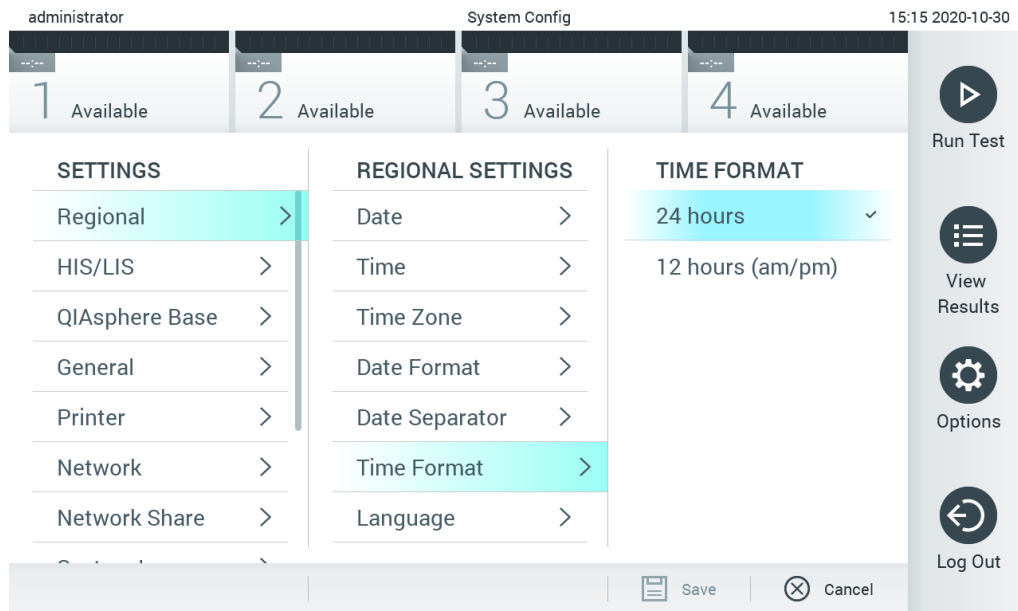 administrator
System Config
15:15 2020-10-30
--:--
--:--
--:--
--:--
1 Available
2 Available
3 Available
4 Available
Run Test
View
Results
Options
Log Out
SETTINGS
Regional
HIS/LIS
QIAsphere Base
General
Printer
Network
Network Share
REGIONAL SETTINGS
Date
Time
Time Zone
Date Format
Date Separator
Time Format
Language
TIME FORMAT
24 hours
12 hours (am/pm)
Save
Cancel